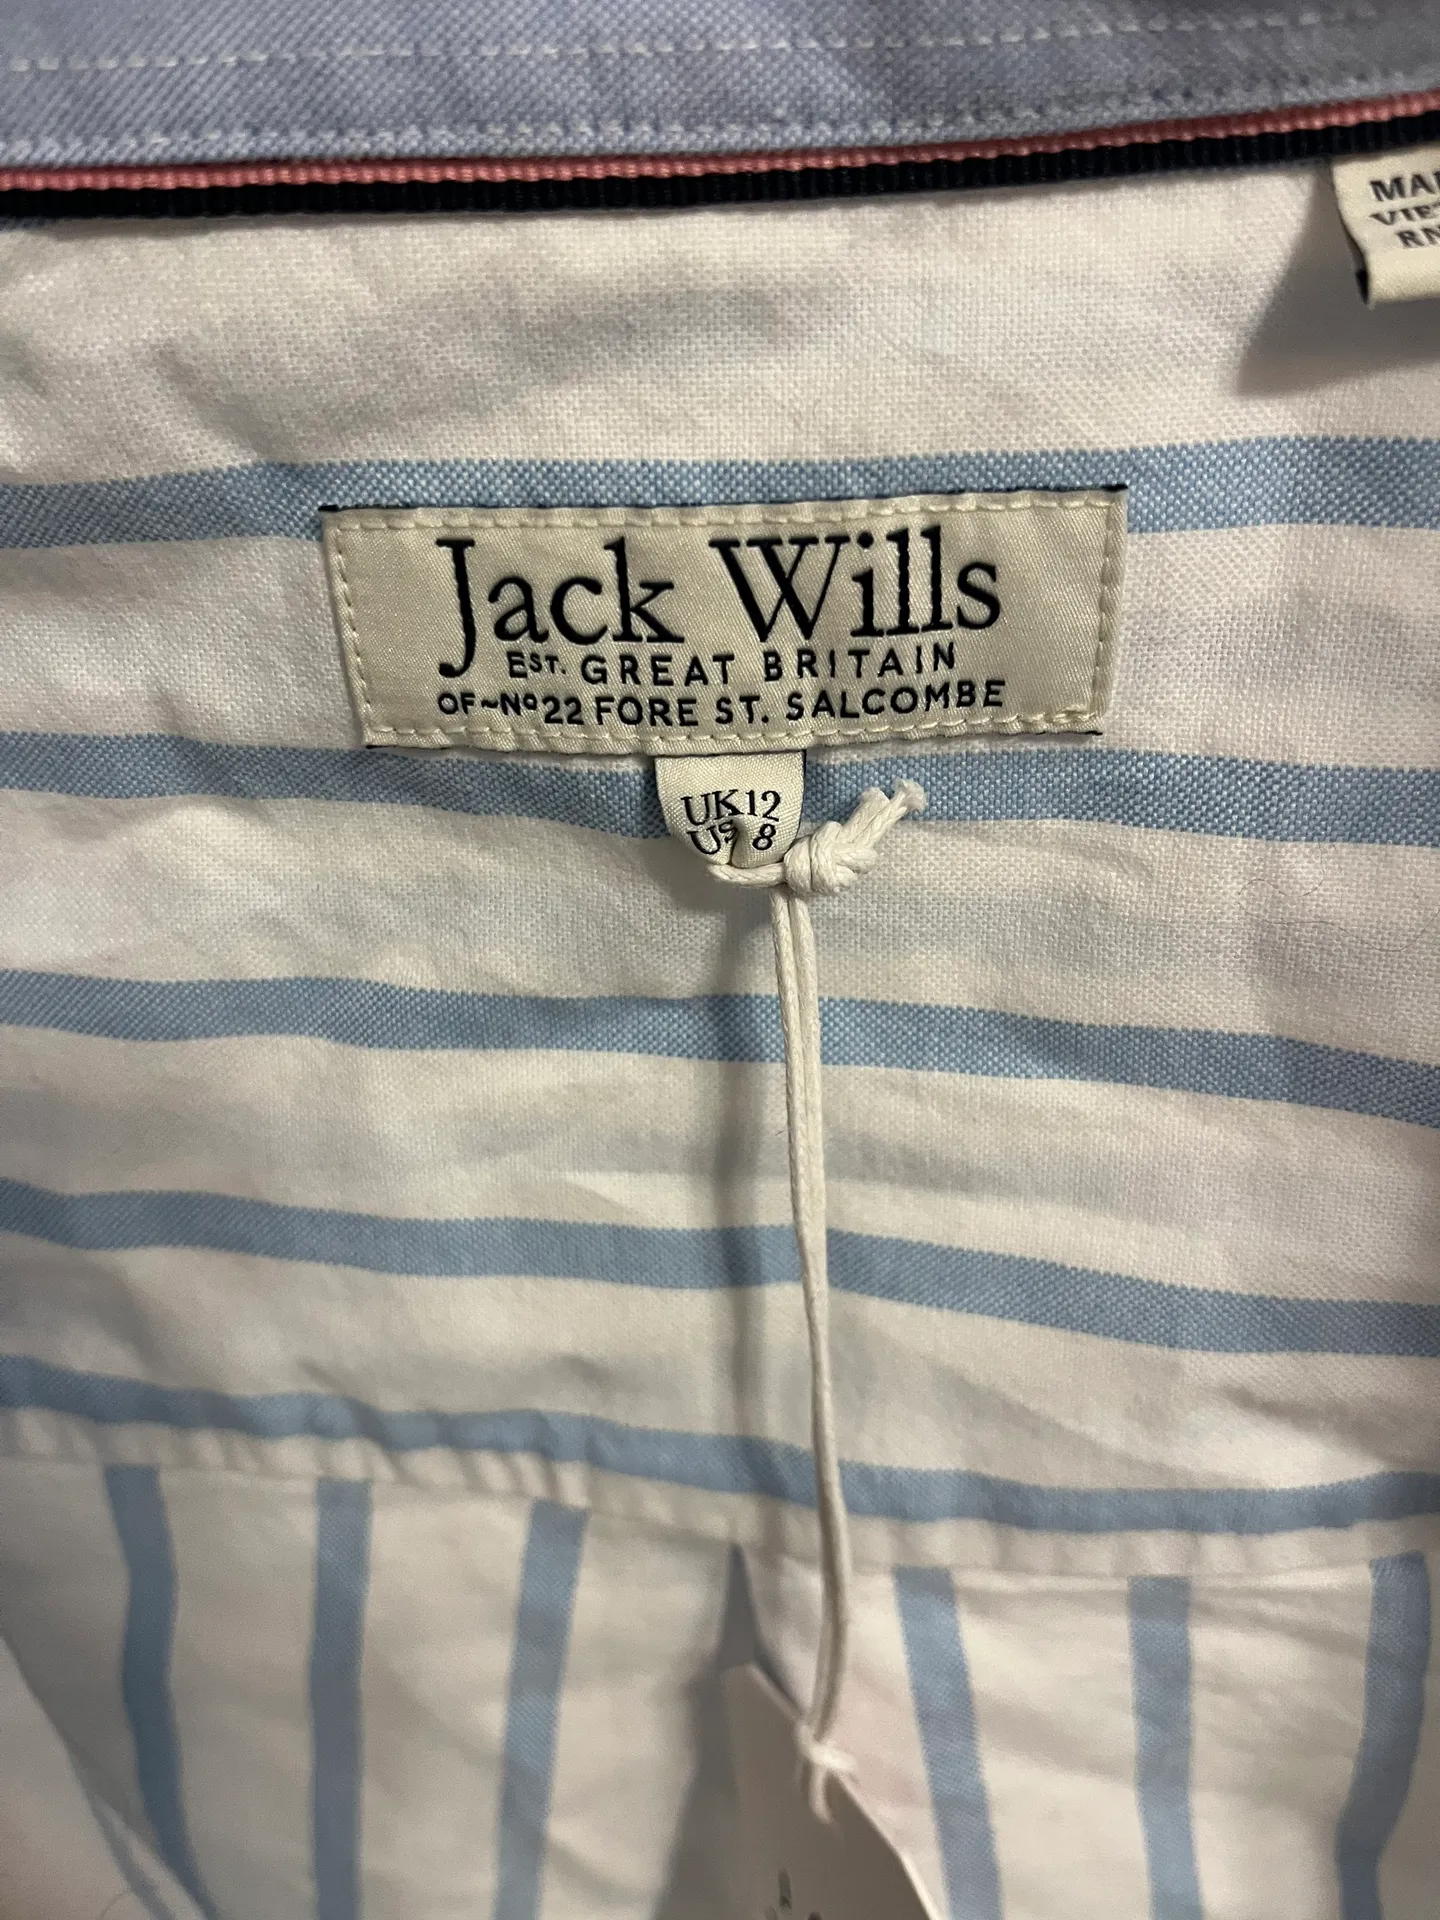 Jack Wills
EST. GREAT BRITAIN
OF~Nº22 FORE ST. SALCOMBE
UK12
US 8